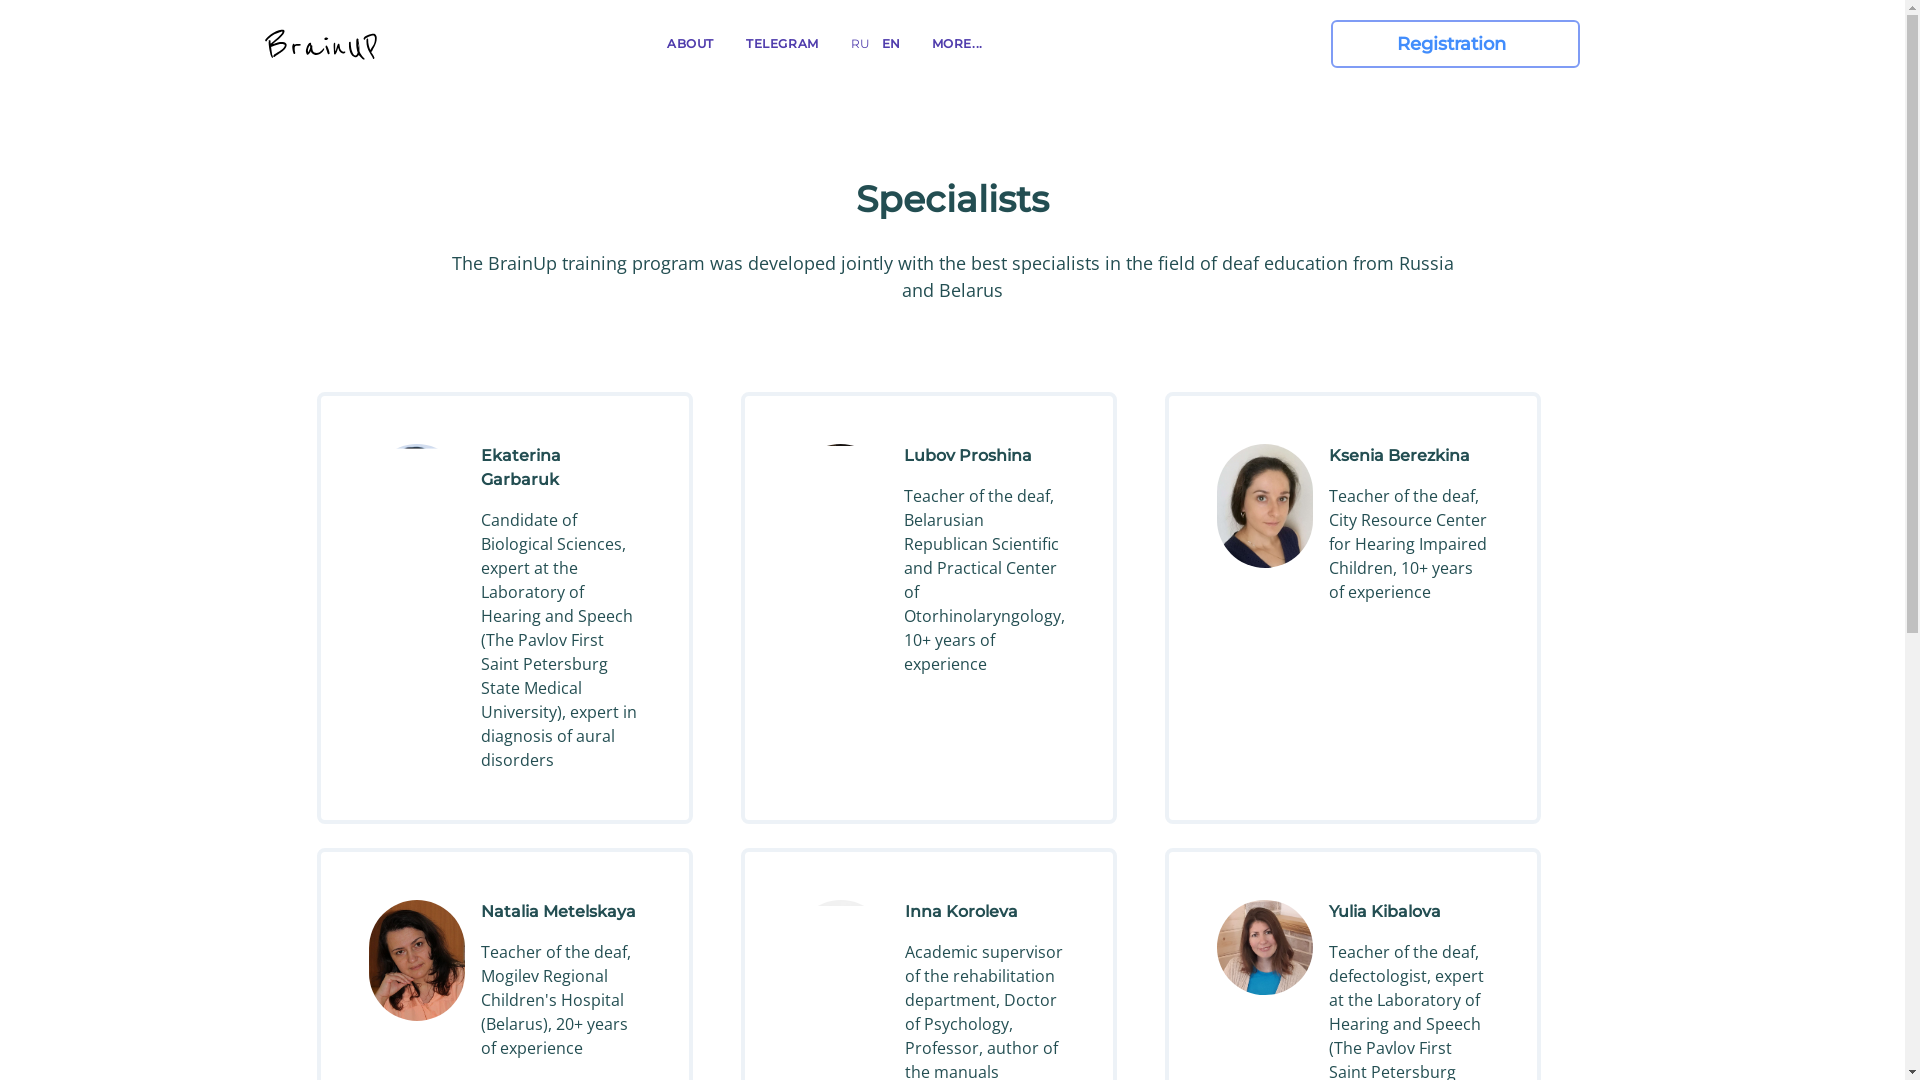 BrainUP
ABOUT
TELEGRAM
RU
EN
MORE...
Registration
Specialists
The BrainUp training program was developed jointly with the best specialists in the field of deaf education from Russia
and Belarus
Ekaterina
Garbaruk
Candidate of
Biological Sciences,
expert at the
Laboratory of
Hearing and Speech
(The Pavlov First
Saint Petersburg
State Medical
University), expert in
diagnosis of aural
disorders
Lubov Proshina
Teacher of the deaf,
Belarusian
Republican Scientific
and Practical Center
of
Otorhinolaryngology,
10+ years of
experience
Ksenia Berezkina
Teacher of the deaf,
City Resource Center
for Hearing Impaired
Children, 10+ years
of experience
Natalia Metelskaya
Teacher of the deaf,
Mogilev Regional
Children's Hospital
(Belarus), 20+ years
of experience
Inna Koroleva
Academic supervisor
of the rehabilitation
department, Doctor
of Psychology,
Professor, author of
the manuals
Yulia Kibalova
Teacher of the deaf,
defectologist, expert
at the Laboratory of
Hearing and Speech
(The Pavlov First
Saint Petersburg